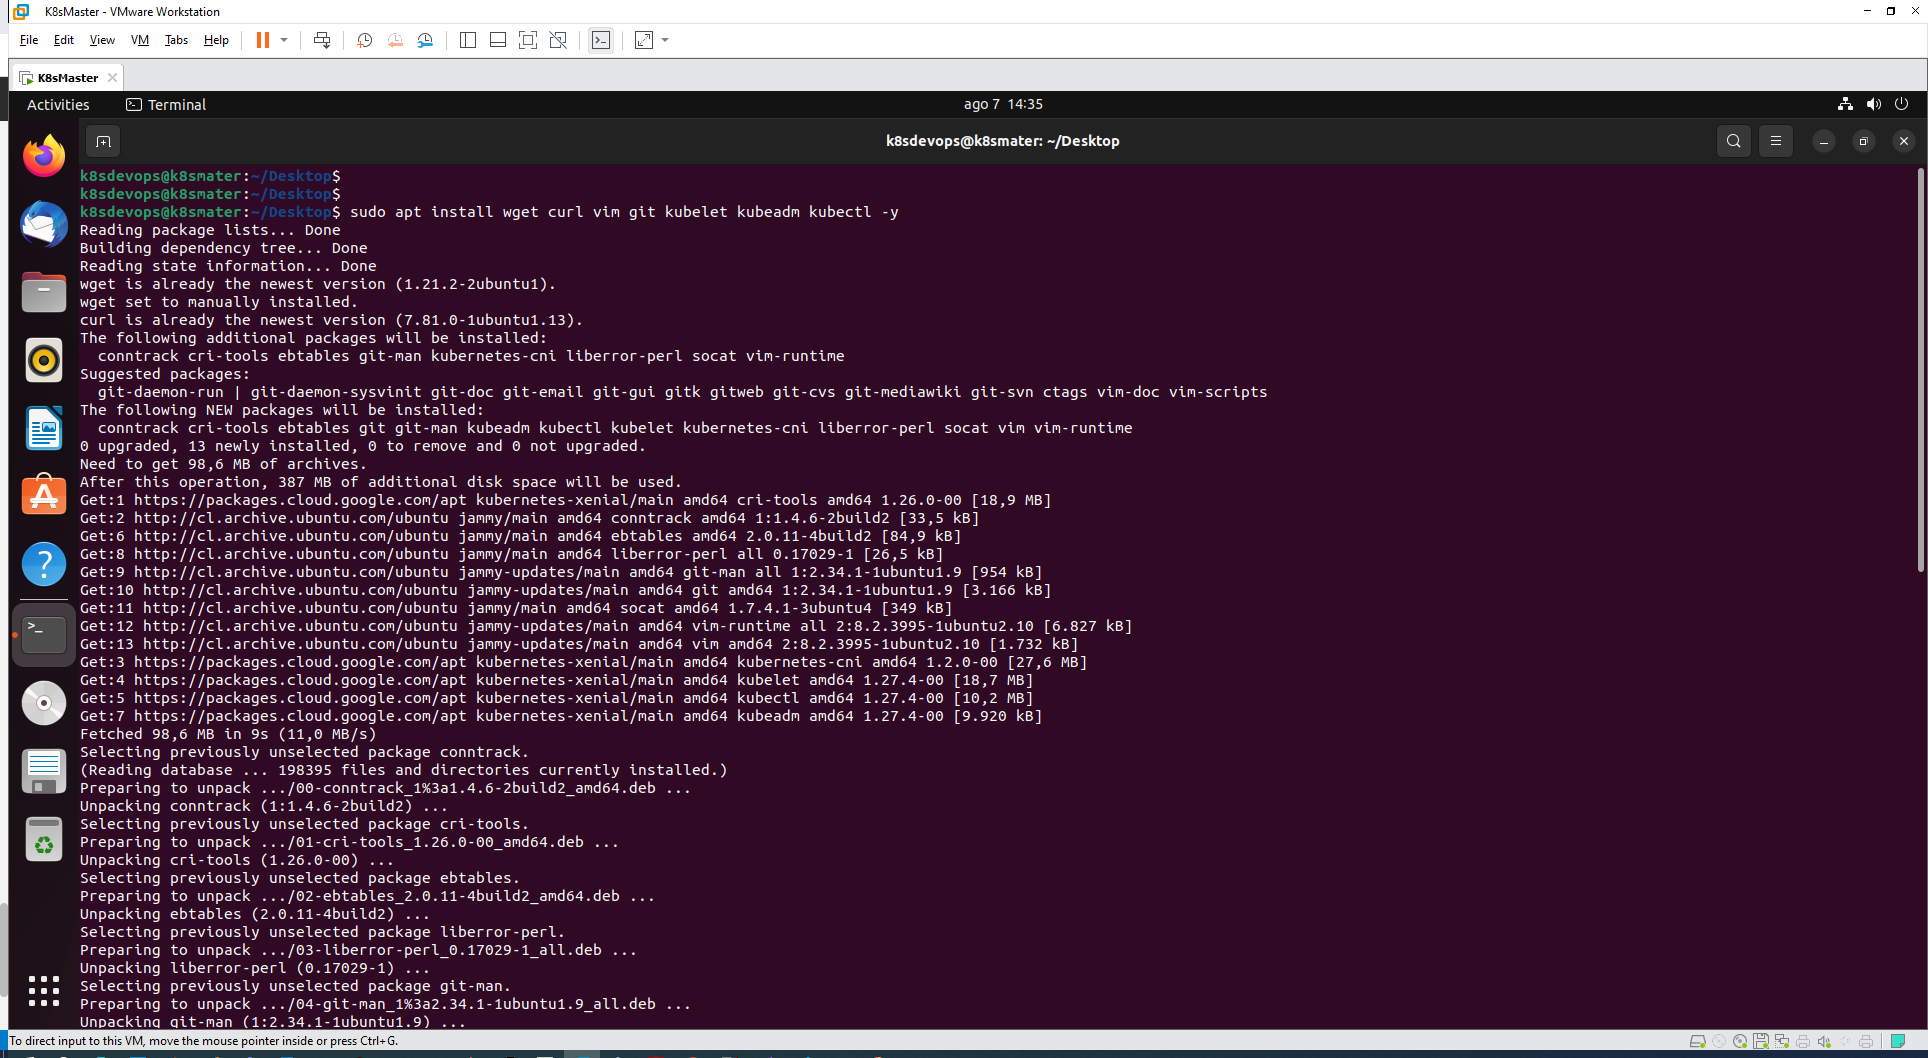 K8sMaster - VMware Workstation
File Edit View VM Tabs Help
K8sMaster
Activities Terminal ago 7 14:35
k8sdevops@k8smater: ~/Desktop
k8sdevops@k8smater:~/Desktop$
k8sdevops@k8smater:~/Desktop$
k8sdevops@k8smater:~/Desktop$ sudo apt install wget curl vim git kubelet kubeadm kubectl -y
Reading package lists... Done
Building dependency tree... Done
Reading state information... Done
wget is already the newest version (1.21.2-2ubuntu1).
wget set to manually installed.
curl is already the newest version (7.81.0-1ubuntu1.13).
The following additional packages will be installed:
  conntrack cri-tools ebtables git-man kubernetes-cni liberror-perl socat vim-runtime
Suggested packages:
  git-daemon-run | git-daemon-sysvinit git-doc git-email git-gui gitk gitweb git-cvs git-mediawiki git-svn ctags vim-doc vim-scripts
The following NEW packages will be installed:
  conntrack cri-tools ebtables git git-man kubeadm kubectl kubelet kubernetes-cni liberror-perl socat vim vim-runtime
0 upgraded, 13 newly installed, 0 to remove and 0 not upgraded.
Need to get 98,6 MB of archives.
After this operation, 387 MB of additional disk space will be used.
Get:1 https://packages.cloud.google.com/apt kubernetes-xenial/main amd64 cri-tools amd64 1.26.0-00 [18,9 MB]
Get:2 http://cl.archive.ubuntu.com/ubuntu jammy/main amd64 conntrack amd64 1:1.4.6-2build2 [33,5 kB]
Get:6 http://cl.archive.ubuntu.com/ubuntu jammy/main amd64 ebtables amd64 2.0.11-4build2 [84,9 kB]
Get:8 http://cl.archive.ubuntu.com/ubuntu jammy/main amd64 liberror-perl all 0.17029-1 [26,5 kB]
Get:9 http://cl.archive.ubuntu.com/ubuntu jammy-updates/main amd64 git-man all 1:2.34.1-1ubuntu1.9 [954 kB]
Get:10 http://cl.archive.ubuntu.com/ubuntu jammy-updates/main amd64 git amd64 1:2.34.1-1ubuntu1.9 [3.166 kB]
Get:11 http://cl.archive.ubuntu.com/ubuntu jammy/main amd64 socat amd64 1.7.4.1-3ubuntu4 [349 kB]
Get:12 http://cl.archive.ubuntu.com/ubuntu jammy-updates/main amd64 vim-runtime all 2:8.2.3995-1ubuntu2.10 [6.827 kB]
Get:13 http://cl.archive.ubuntu.com/ubuntu jammy-updates/main amd64 vim amd64 2:8.2.3995-1ubuntu2.10 [1.732 kB]
Get:3 https://packages.cloud.google.com/apt kubernetes-xenial/main amd64 kubernetes-cni amd64 1.2.0-00 [27,6 MB]
Get:4 https://packages.cloud.google.com/apt kubernetes-xenial/main amd64 kubelet amd64 1.27.4-00 [18,7 MB]
Get:5 https://packages.cloud.google.com/apt kubernetes-xenial/main amd64 kubectl amd64 1.27.4-00 [10,2 MB]
Get:7 https://packages.cloud.google.com/apt kubernetes-xenial/main amd64 kubeadm amd64 1.27.4-00 [9.920 kB]
Fetched 98,6 MB in 9s (11,0 MB/s)
Selecting previously unselected package conntrack.
(Reading database ... 198395 files and directories currently installed.)
Preparing to unpack .../00-conntrack_1%3a1.4.6-2build2_amd64.deb ...
Unpacking conntrack (1:1.4.6-2build2) ...
Selecting previously unselected package cri-tools.
Preparing to unpack .../01-cri-tools_1.26.0-00_amd64.deb ...
Unpacking cri-tools (1.26.0-00) ...
Selecting previously unselected package ebtables.
Preparing to unpack .../02-ebtables_2.0.11-4build2_amd64.deb ...
Unpacking ebtables (2.0.11-4build2) ...
Selecting previously unselected package liberror-perl.
Preparing to unpack .../03-liberror-perl_0.17029-1_all.deb ...
Unpacking liberror-perl (0.17029-1) ...
Selecting previously unselected package git-man.
Preparing to unpack .../04-git-man_1%3a2.34.1-1ubuntu1.9_all.deb ...
Unpacking git-man (1:2.34.1-1ubuntu1.9) ...
To direct input to this VM, move the mouse pointer inside or press Ctrl+G.